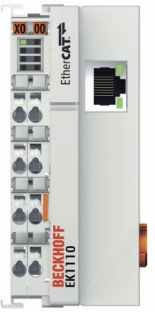 X0 00
EtherCAT
BECKHOFF
EK1110